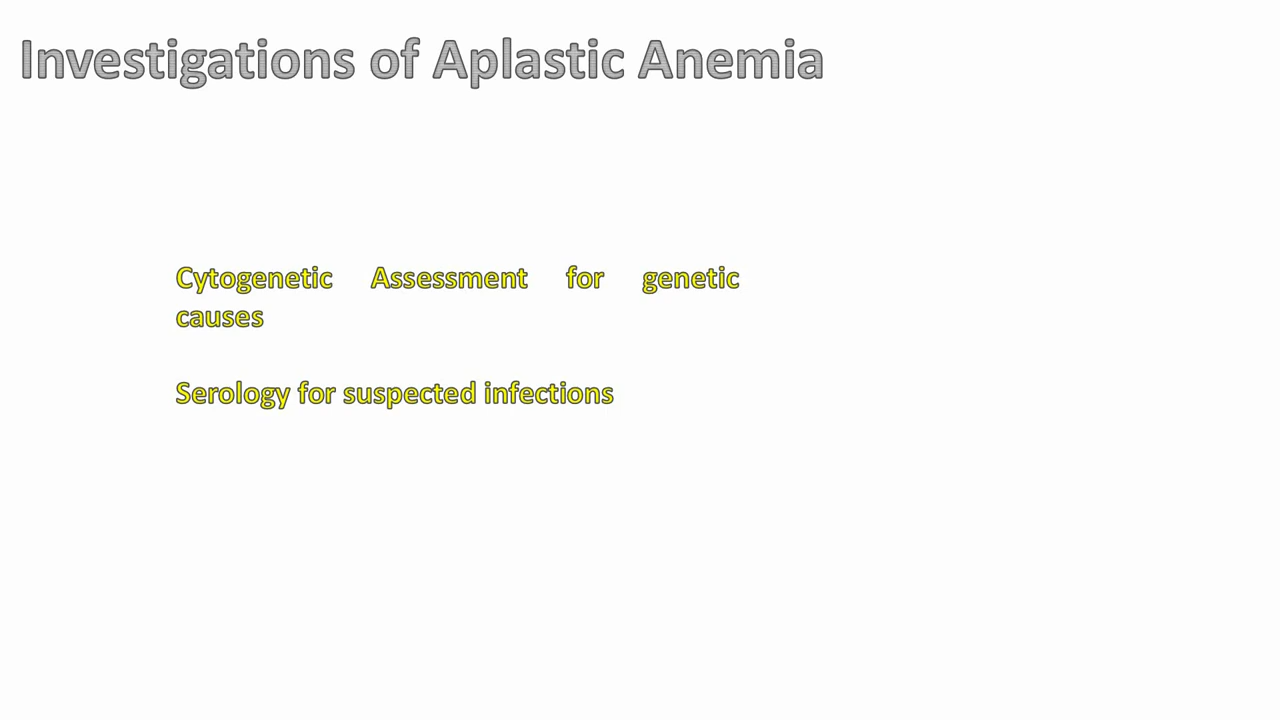 Investigations of Aplastic Anemia
Cytogenetic Assessment for genetic
causes
Serology for suspected infections